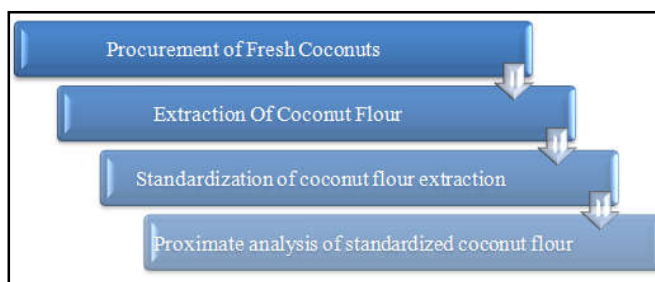 Procurement of Fresh Coconuts
Extraction Of Coconut Flour
Standardization of coconut flour extraction
Proximate analysis of standardized coconut flour